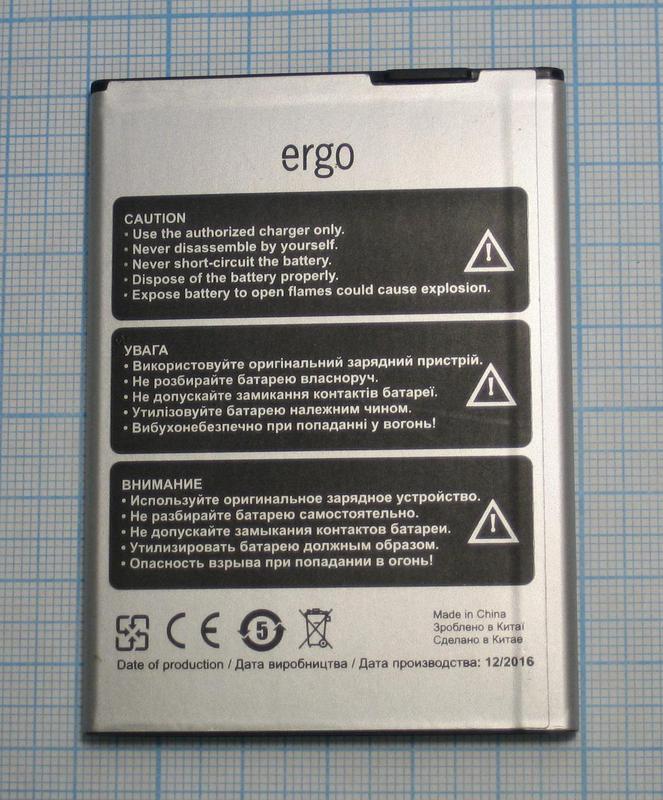 ergo
CAUTION
• Use the authorized charger only.
• Never disassemble by yourself.
• Never short-circuit the battery.
• Dispose of the battery properly.
• Expose battery to open flames could cause explosion.
УВАГА
• Використовуйте оригінальний зарядний пристрій.
• Не розбирайте батарею власноруч.
• Не допускайте замикання контактів батареї.
• Утилізовуйте батарею належним чином.
• Вибухонебезпечно при попаданні у вогонь!
ВНИМАНИЕ
• Используйте оригинальное зарядное устройство.
• Не разбирайте батарею самостоятельно.
• Не допускайте замыкания контактов батареи.
• Утилизировать батарею должным образом.
• Опасность взрыва при попадании в огонь!
CE 5
Made in China
Зроблено в Китаї
Сделано в Китае
Date of production / Дата виробництва / Дата производства: 12/2016